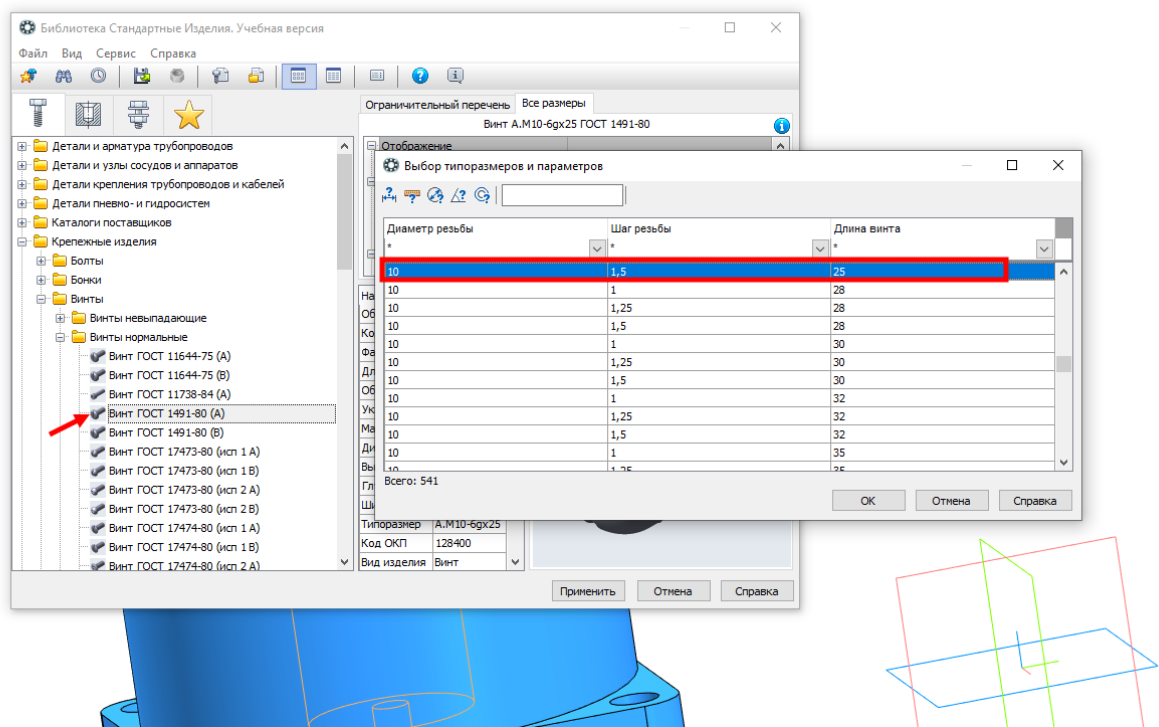 Библиотека Стандартные Изделия. Учебная версия
Файл Вид Сервис Справка
Ограничительный перечень Все размеры
Винт A.M10-6gx25 ГОСТ 1491-80
Отображение
Детали и арматура трубопроводов
Детали и узлы сосудов и аппаратов
Детали крепления трубопроводов и кабелей
Детали пневмо- и гидросистем
Каталоги поставщиков
Крепежные изделия
Болты
Бонки
Винты
Винты невыпадающие
Винты нормальные
Винт ГОСТ 11644-75 (A)
Винт ГОСТ 11644-75 (B)
Винт ГОСТ 11738-84 (A)
Винт ГОСТ 1491-80 (A)
Винт ГОСТ 1491-80 (B)
Винт ГОСТ 17473-80 (исп 1 A)
Винт ГОСТ 17473-80 (исп 1 B)
Винт ГОСТ 17473-80 (исп 2 A)
Винт ГОСТ 17473-80 (исп 2 B)
Винт ГОСТ 17474-80 (исп 1 A)
Винт ГОСТ 17474-80 (исп 1 B)
Винт ГОСТ 17474-80 (исп 2 A)
Типоразмер A.M10-6gx25
Код ОКП 128400
Вид изделия Винт
Применить Отмена Справка
Выбор типоразмеров и параметров
Диаметр резьбы Шаг резьбы Длина винта
* * *
10 1,5 25
10 1 28
10 1,25 28
10 1,5 28
10 1 30
10 1,25 30
10 1,5 30
10 1 32
10 1,25 32
10 1,5 32
10 1 35
10 1,25 35
Всего: 541
OK Отмена Справка